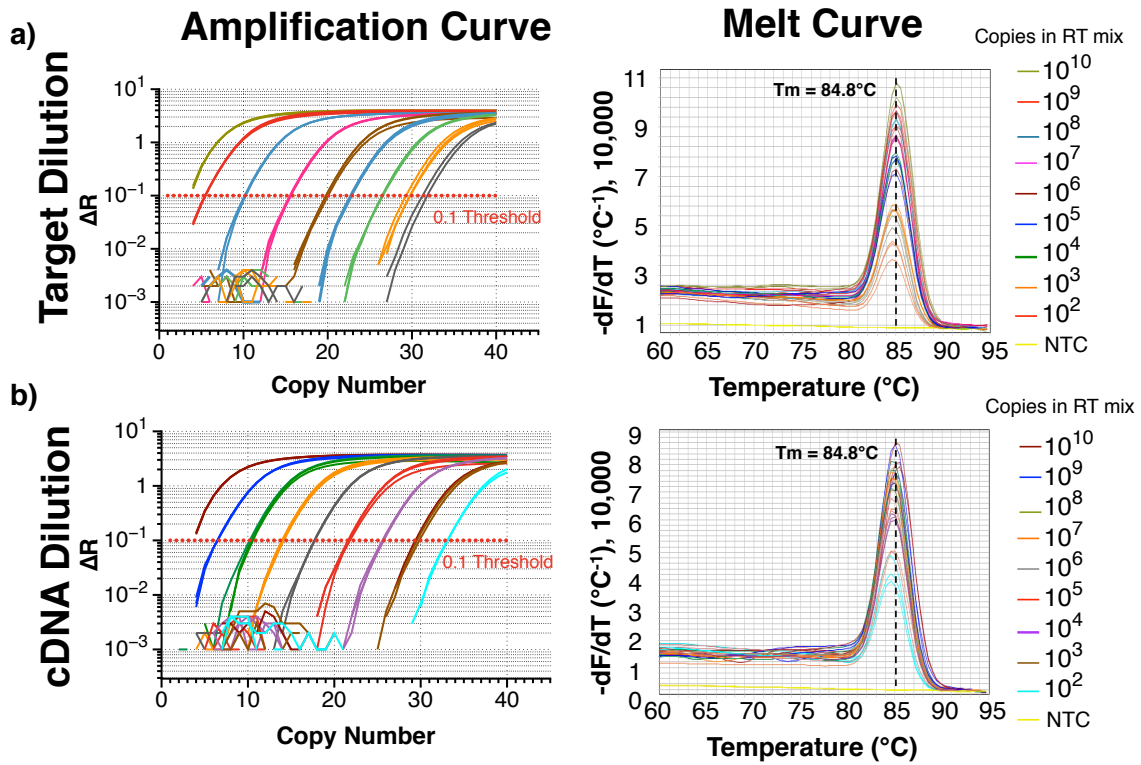 Amplification Curve
Melt Curve
a)
Target Dilution
ΔR
10¹
1
10⁻¹
10⁻²
10⁻³
0.1 Threshold
0 10 20 30 40
Copy Number
-dF/dT (°C⁻¹), 10,000
11
9
7
5
3
1
Tm = 84.8°C
60 65 70 75 80 85 90 95
Temperature (°C)
Copies in RT mix
10¹⁰
10⁹
10⁸
10⁷
10⁶
10⁵
10⁴
10³
10²
NTC
b)
cDNA Dilution
ΔR
10¹
1
10⁻¹
10⁻²
10⁻³
0.1 Threshold
0 10 20 30 40
Copy Number
-dF/dT (°C⁻¹), 10,000
9
8
7
6
5
4
3
2
1
0
Tm = 84.8°C
60 65 70 75 80 85 90 95
Temperature (°C)
Copies in RT mix
10¹⁰
10⁹
10⁸
10⁷
10⁶
10⁵
10⁴
10³
10²
NTC